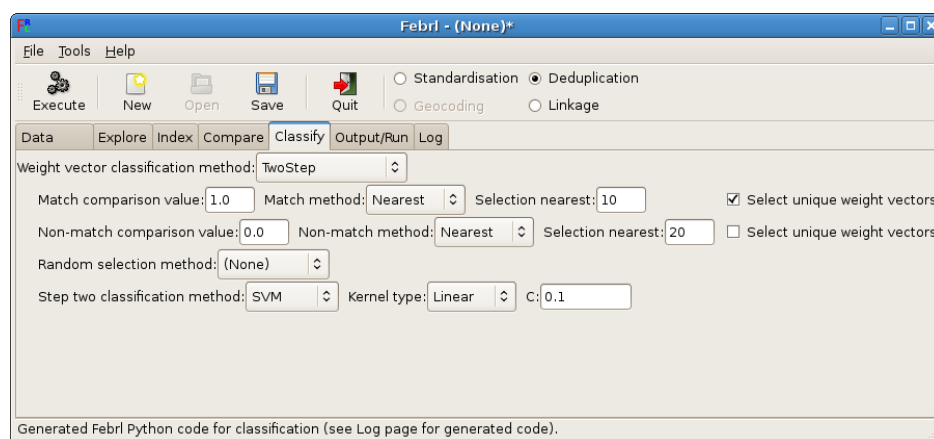 Febrl - (None)*
File Tools Help
Standardisation Deduplication
Execute New Open Save Quit Geocoding Linkage
Data Explore Index Compare Classify Output/Run Log
Weight vector classification method: TwoStep
Match comparison value: 1.0 Match method: Nearest Selection nearest: 10 Select unique weight vectors
Non-match comparison value: 0.0 Non-match method: Nearest Selection nearest: 20 Select unique weight vectors
Random selection method: (None)
Step two classification method: SVM Kernel type: Linear C: 0.1
Generated Febrl Python code for classification (see Log page for generated code).